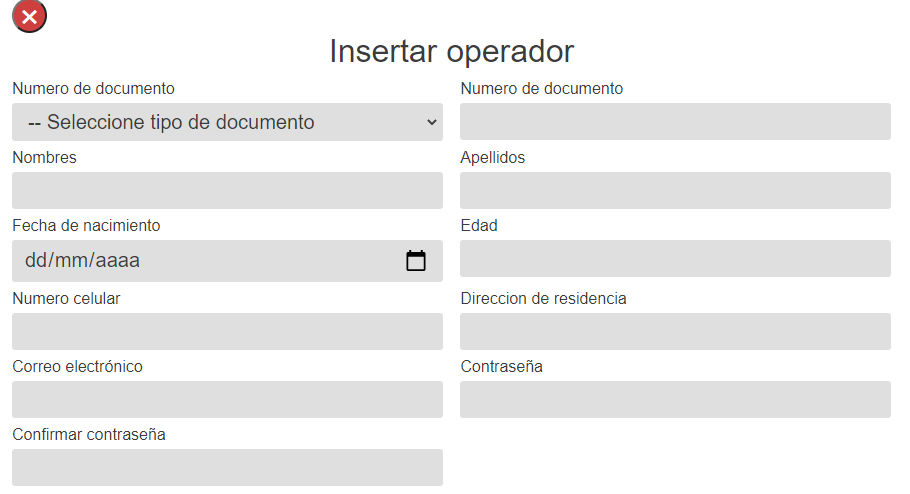 Insertar operador
Numero de documento
Numero de documento
-- Seleccione tipo de documento
Nombres
Apellidos
Fecha de nacimiento
Edad
dd/mm/aaaa
Numero celular
Direccion de residencia
Correo electrónico
Contraseña
Confirmar contraseña